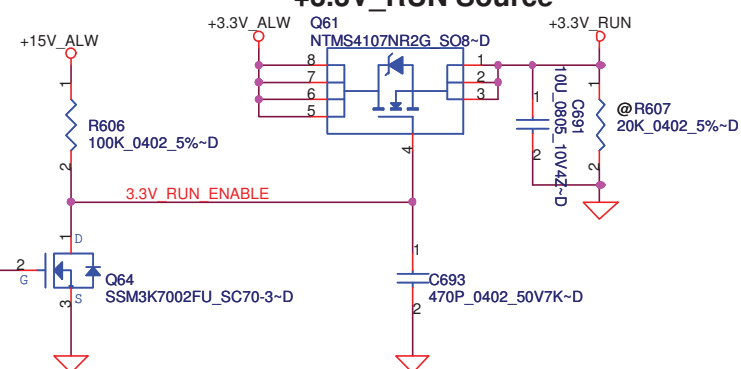 +3.3V_RUN Source
+15V_ALW
+3.3V_ALW
Q61
NTMS4107NR2G_SO8~D
+3.3V_RUN
8
7
6
5
1
2
3
4
1
2
R606
100K_0402_5%~D
1
2
C691
10U_0805_10V4Z~D
1
2
@R607
20K_0402_5%~D
3.3V_RUN_ENABLE
1
D
2
G
S
3
Q64
SSM3K7002FU_SC70-3~D
1
2
C693
470P_0402_50V7K~D